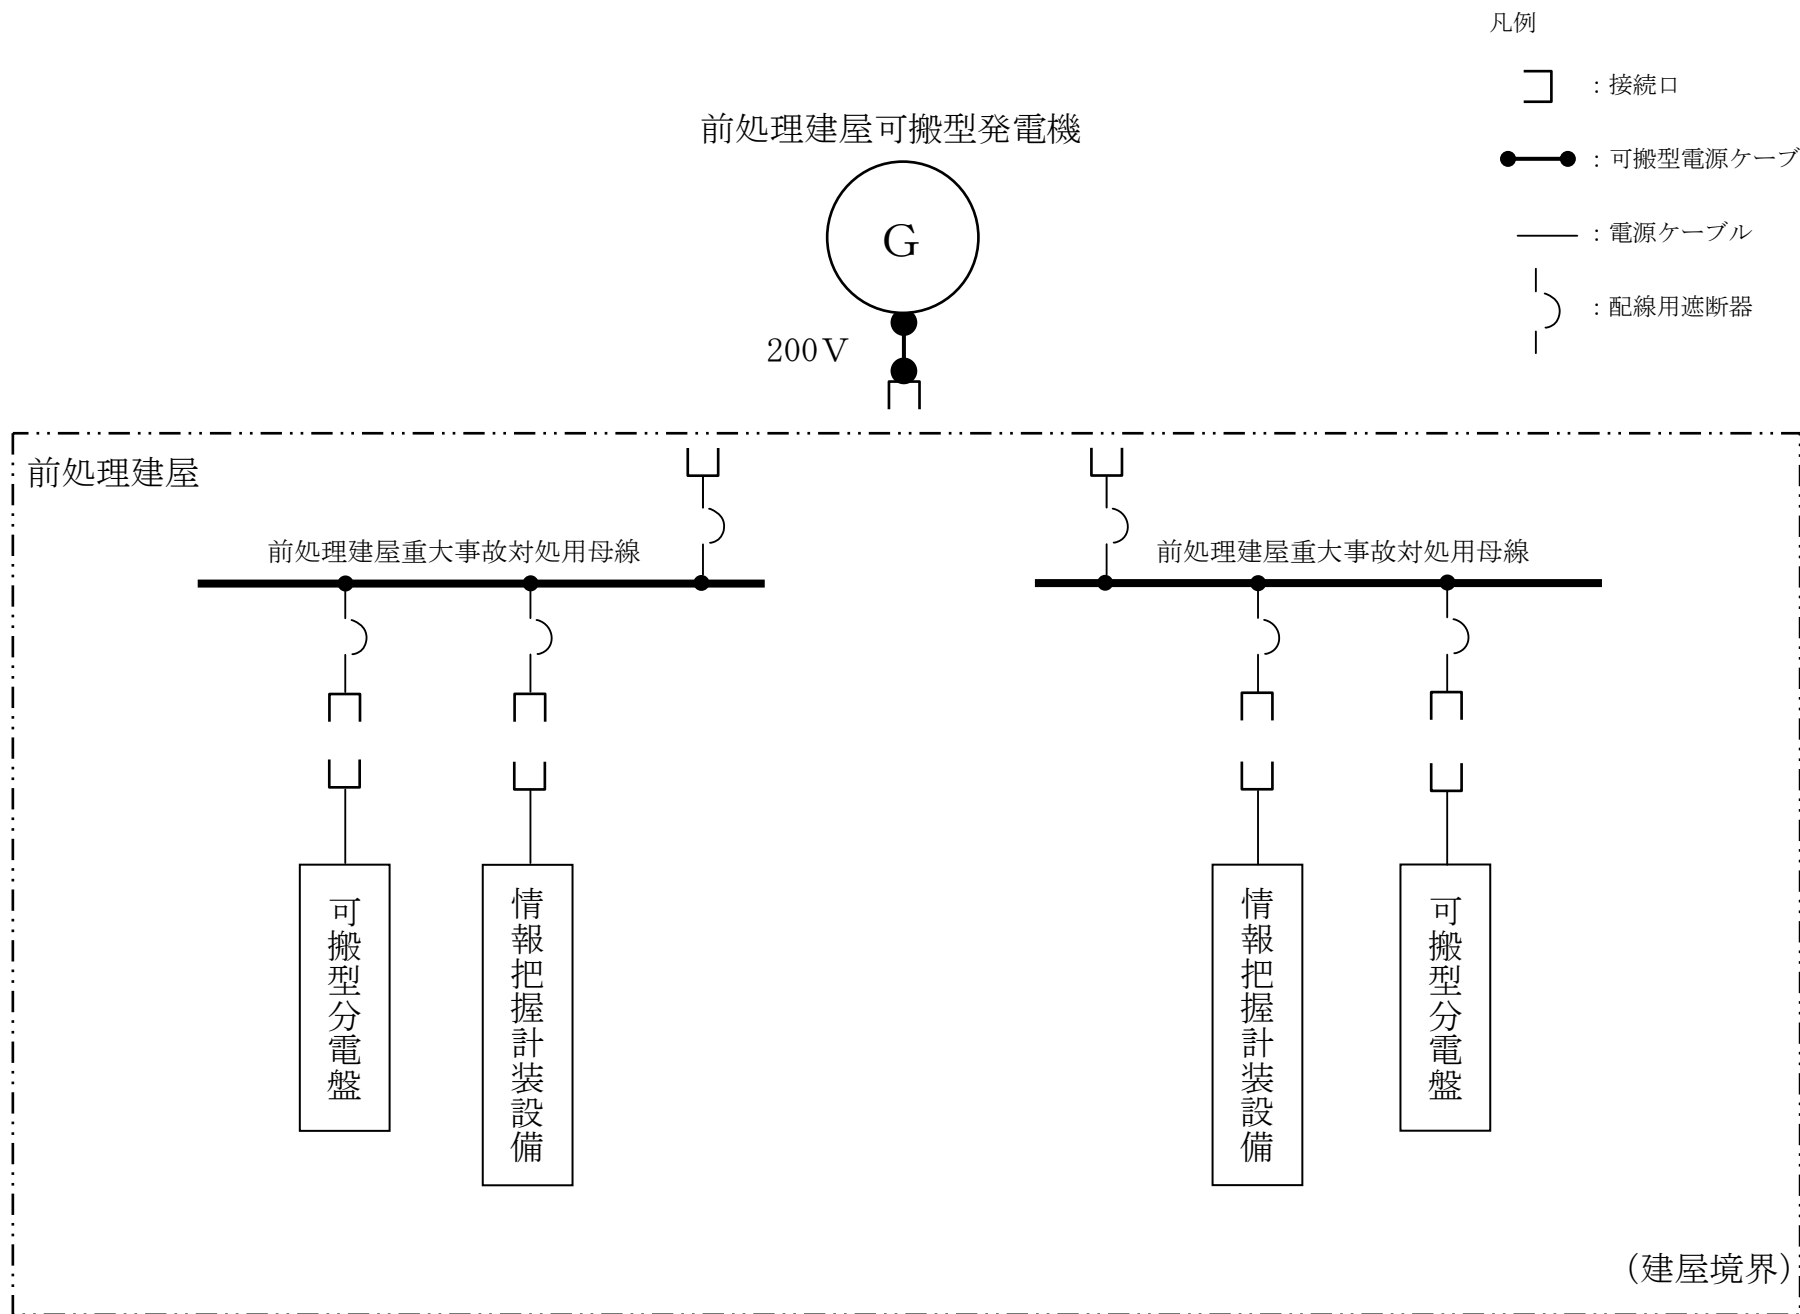 凡例
：接続口
前処理建屋可搬型発電機
：可搬型電源ケーブ
G
：電源ケーブル
：配線用遮断器
200V
前処理建屋
前処理建屋重大事故対処用母線
前処理建屋重大事故対処用母線
可搬型分電盤
情報把握計装設備
情報把握計装設備
可搬型分電盤
（建屋境界）